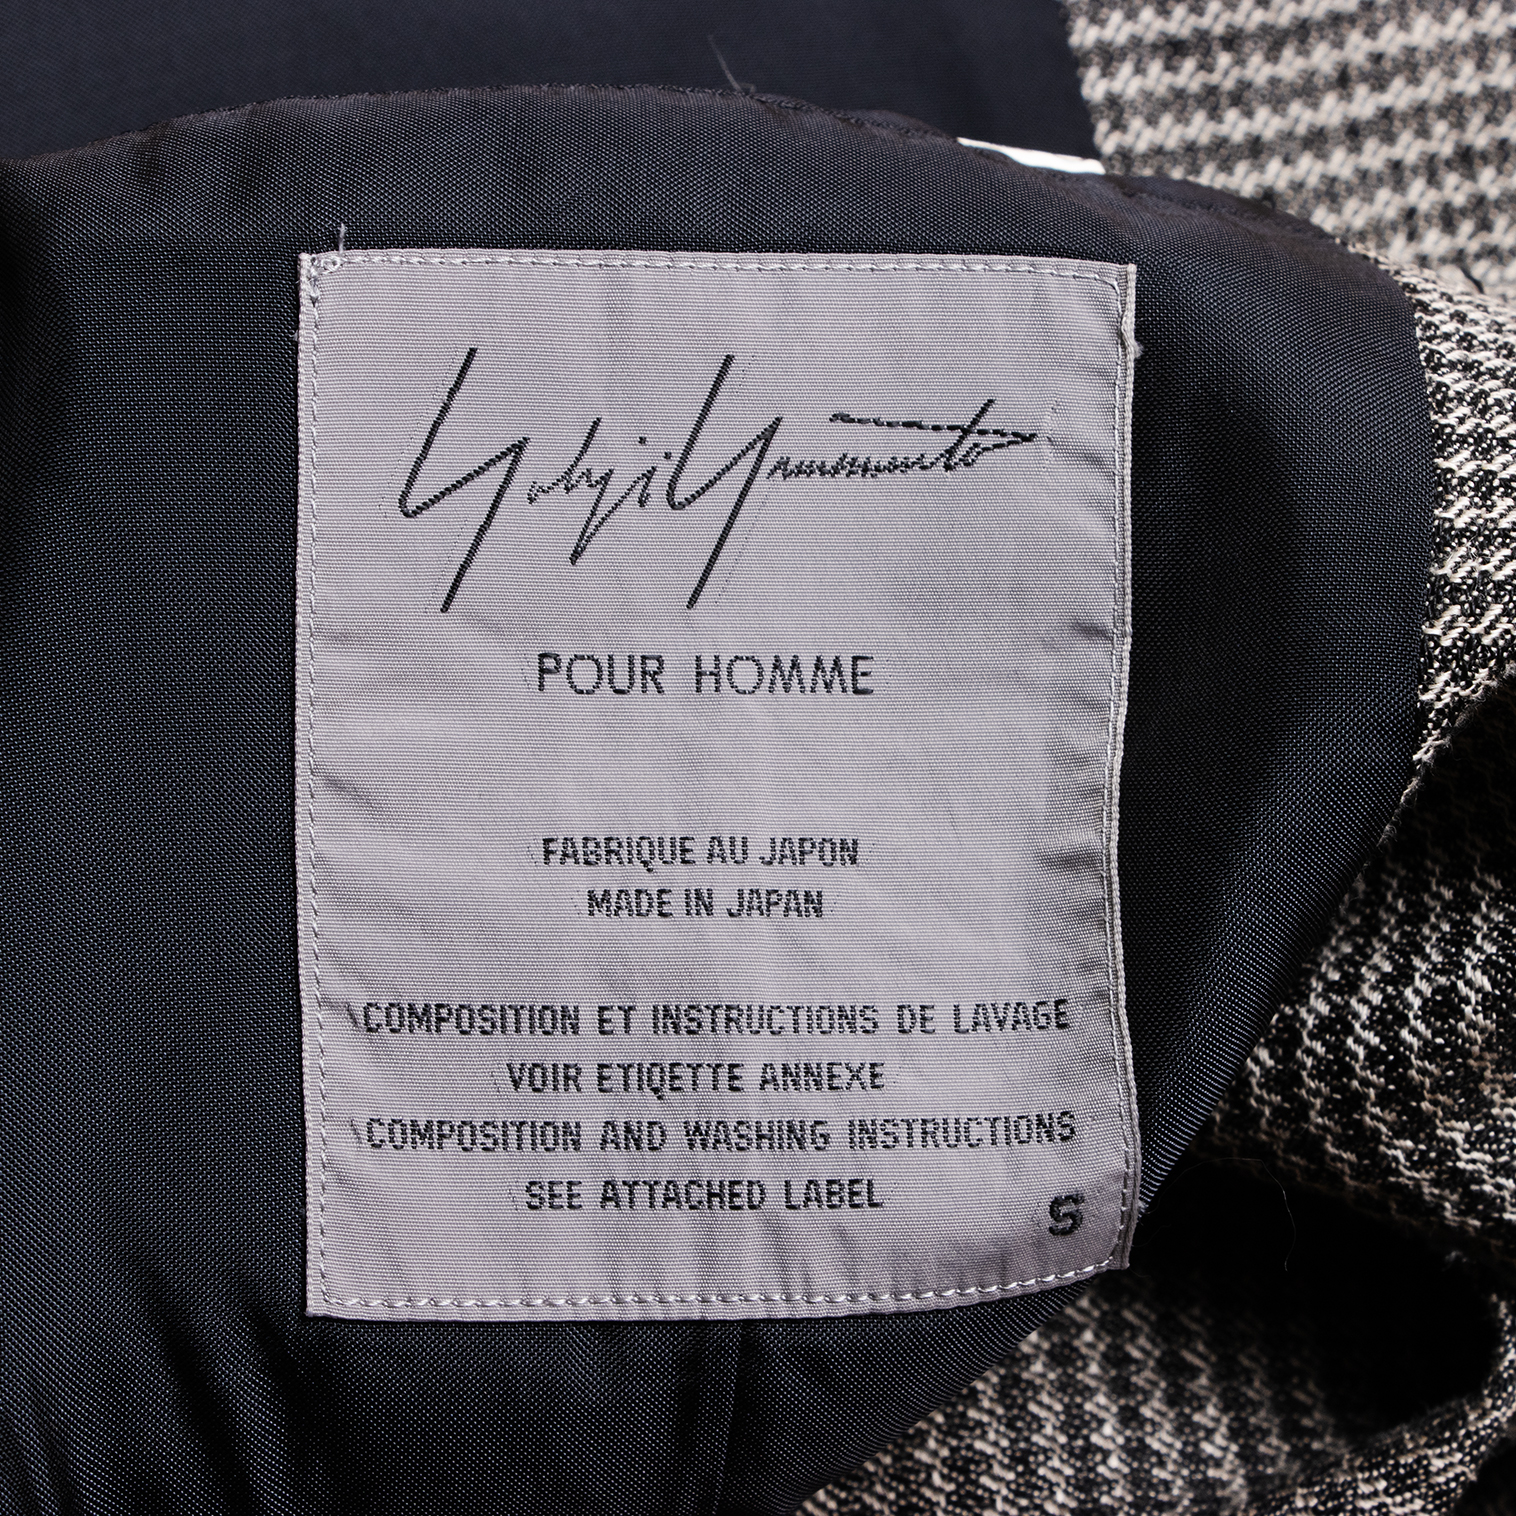 Yohji Yamamoto
POUR HOMME
FABRIQUE AU JAPON
MADE IN JAPAN
COMPOSITION ET INSTRUCTIONS DE LAVAGE
VOIR ETIQETTE ANNEXE
COMPOSITION AND WASHING INSTRUCTIONS
SEE ATTACHED LABEL
S